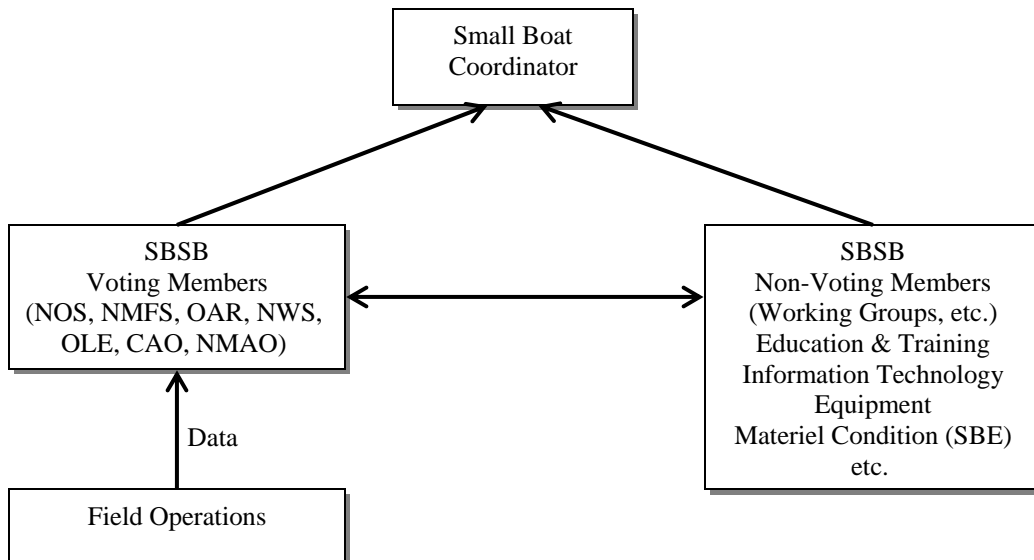 Small Boat
Coordinator
SBSB
Voting Members
(NOS, NMFS, OAR, NWS,
OLE, CAO, NMAO)
SBSB
Non-Voting Members
(Working Groups, etc.)
Education & Training
Information Technology
Equipment
Materiel Condition (SBE)
etc.
Data
Field Operations